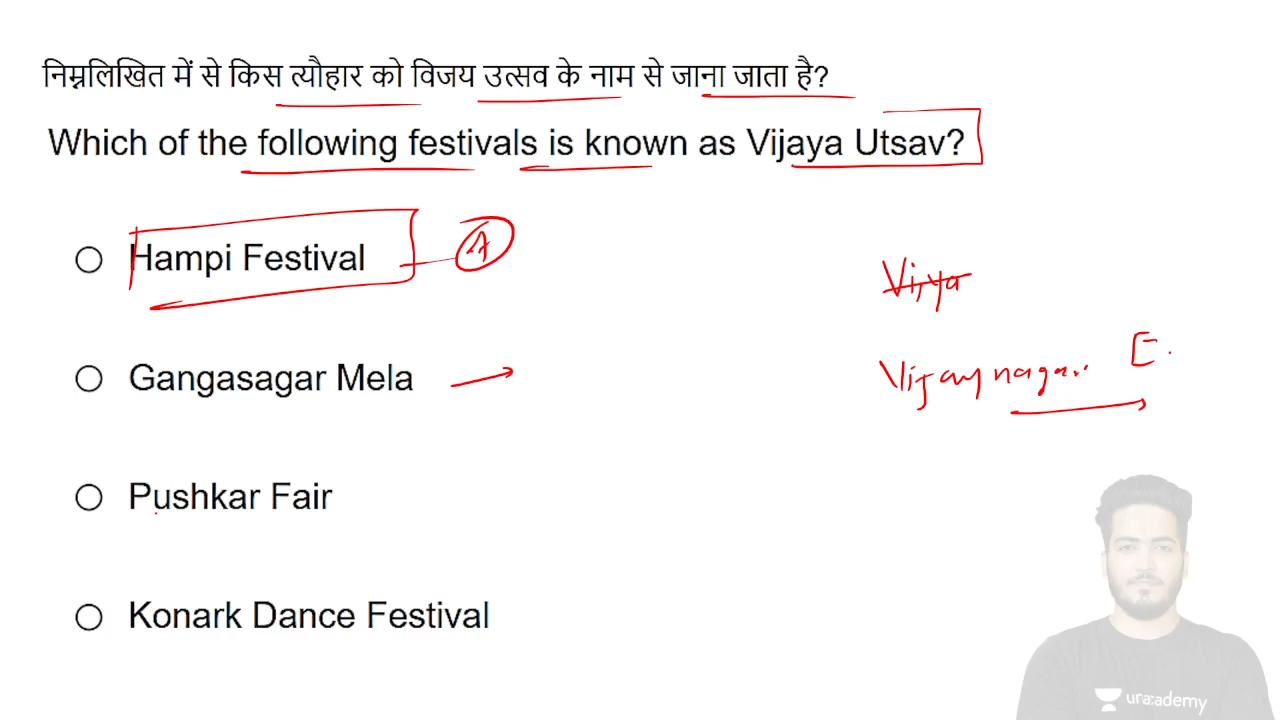 निम्नलिखित में से किस त्यौहार को विजय उत्सव के नाम से जाना जाता है?
Which of the following festivals is known as Vijaya Utsav?
Hampi Festival
A
Vijya
Gangasagar Mela
Vijaynagar E.
Pushkar Fair
Konark Dance Festival
unacademy